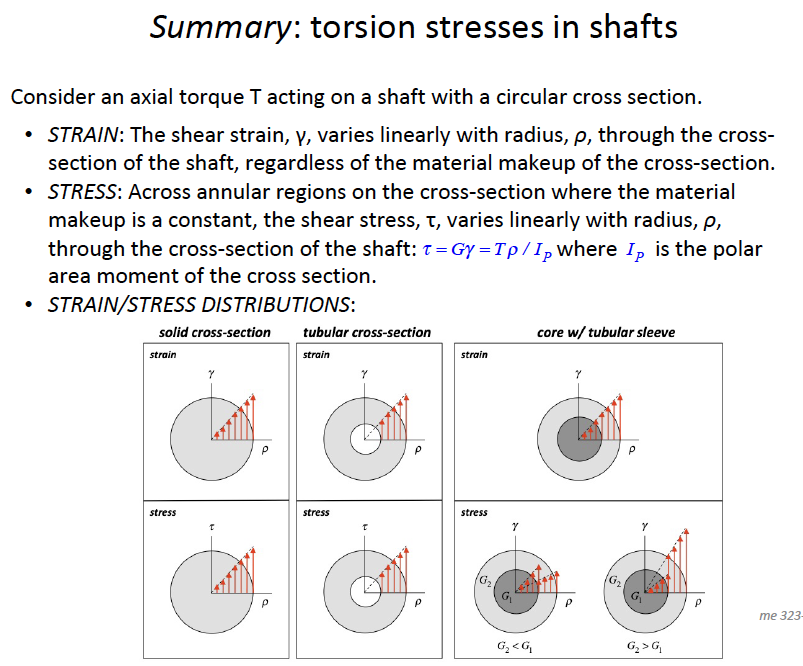 Summary: torsion stresses in shafts
Consider an axial torque T acting on a shaft with a circular cross section.
• STRAIN: The shear strain, γ, varies linearly with radius, ρ, through the cross-
section of the shaft, regardless of the material makeup of the cross-section.
• STRESS: Across annular regions on the cross-section where the material
makeup is a constant, the shear stress, τ, varies linearly with radius, ρ,
through the cross-section of the shaft: τ = Gγ = Tρ / I_P where I_P is the polar
area moment of the cross section.
• STRAIN/STRESS DISTRIBUTIONS:
solid cross-section
tubular cross-section
core w/ tubular sleeve
strain
γ
ρ
strain
γ
ρ
strain
γ
ρ
stress
τ
ρ
stress
τ
ρ
stress
γ
G₂
G₁
ρ
G₂ < G₁
γ
G₂
G₁
ρ
G₂ > G₁
me 323-